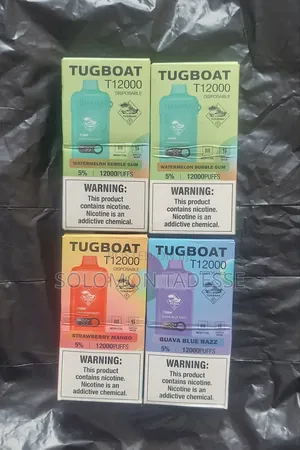 TUGBOAT
T12000
DISPOSABLE
WATERMELON BUBBLE GUM
5% 12000PUFFS
WARNING:
This product
contains nicotine.
Nicotine is an
addictive chemical.
TUGBOAT
T12000
DISPOSABLE
WATERMELON BUBBLE GUM
5% 12000PUFFS
WARNING:
This product
contains nicotine.
Nicotine is an
addictive chemical.
SOLOMON TADESSE
TUGBOAT
T12000
DISPOSABLE
STRAWBERRY MANGO
5% 12000PUFFS
WARNING:
This product
contains nicotine.
Nicotine is an
addictive chemical.
TUGBOAT
T12000
DISPOSABLE
GUAVA BLUE RAZZ
5% 12000PUFFS
WARNING:
This product
contains nicotine.
Nicotine is an
addictive chemical.